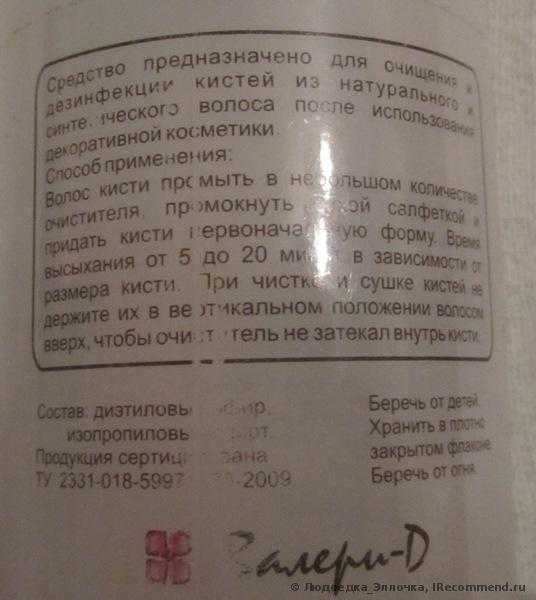 Средство предназначено для очищения и
дезинфекции кистей из натурального и
синтетического волоса после использования
декоративной косметики.
Способ применения:
Волос кисти промыть в небольшом количестве
очистителя, промокнуть сухой салфеткой и
придать кисти первоначальную форму. Время
высыхания от 5 до 20 минут в зависимости от
размера кисти. При чистке и сушке кистей не
держите их в вертикальном положении волосом
вверх, чтобы очиститель не затекал внутрь кисти.
Состав: диэтиловый эфир,
изопропиловый спирт
Продукция сертифицирована
ТУ 2331-018- -2009
Беречь от детей.
Хранить в плотно
закрытом флаконе.
Беречь от огня.
Валери-D
© Людоедка_Эллочка, IRecommend.ru